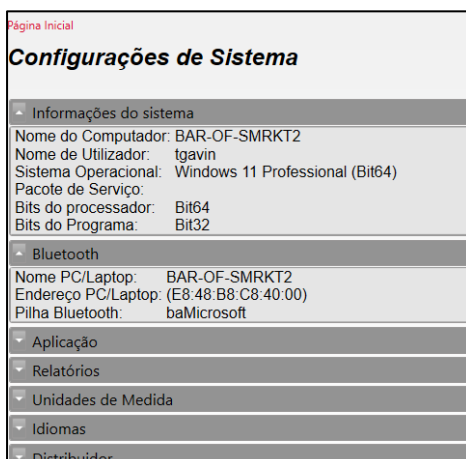 Página Inicial
Configurações de Sistema
Informações do sistema
Nome do Computador: BAR-OF-SMRKT2
Nome de Utilizador: tgavin
Sistema Operacional: Windows 11 Professional (Bit64)
Pacote de Serviço:
Bits do processador: Bit64
Bits do Programa: Bit32
Bluetooth
Nome PC/Laptop: BAR-OF-SMRKT2
Endereço PC/Laptop: (E8:48:B8:C8:40:00)
Pilha Bluetooth: baMicrosoft
Aplicação
Relatórios
Unidades de Medida
Idiomas
Distribuidor